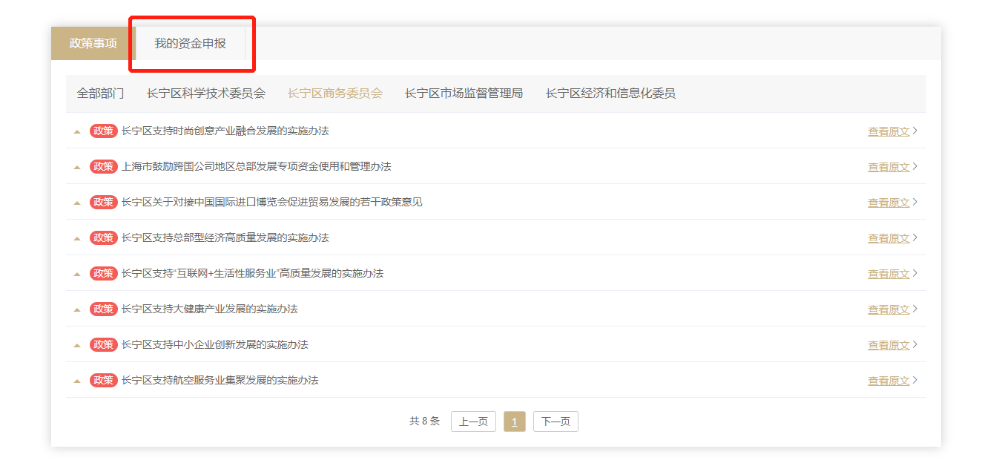 政策事项 我的资金申报
全部部门 长宁区科学技术委员会 长宁区商务委员会 长宁区市场监督管理局 长宁区经济和信息化委员
政策 长宁区支持时尚创意产业融合发展的实施办法 查看原文
政策 上海市鼓励跨国公司地区总部发展专项资金使用和管理办法 查看原文
政策 长宁区关于对接中国国际进口博览会促进贸易发展的若干政策意见 查看原文
政策 长宁区支持总部型经济高质量发展的实施办法 查看原文
政策 长宁区支持“互联网+生活性服务业”高质量发展的实施办法 查看原文
政策 长宁区支持大健康产业发展的实施办法 查看原文
政策 长宁区支持中小企业创新发展的实施办法 查看原文
政策 长宁区支持航空服务业集聚发展的实施办法 查看原文
共 8 条 上一页 1 下一页